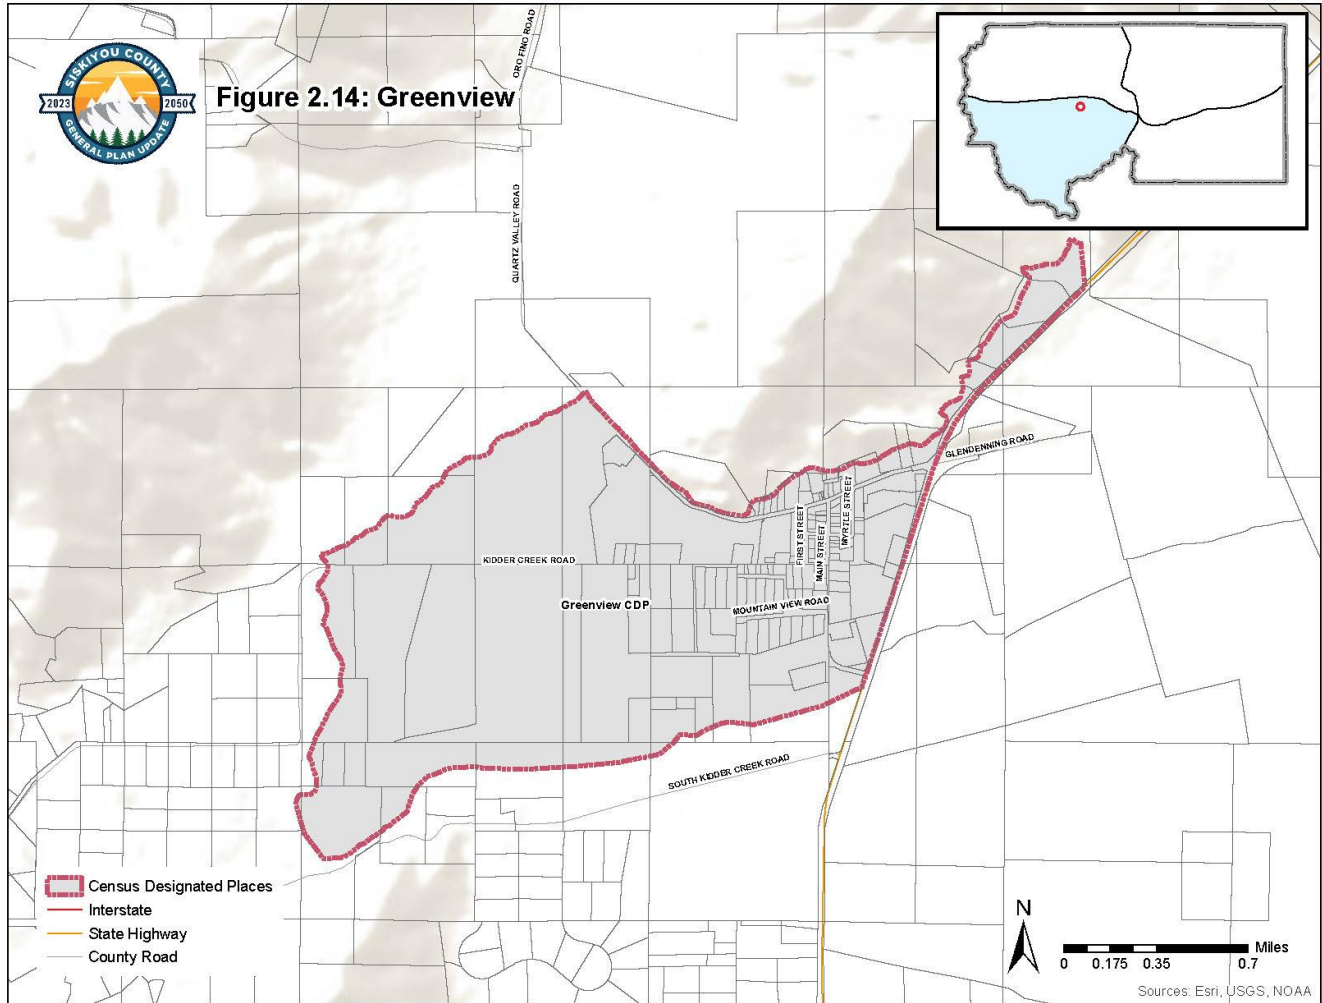 SISKIYOU COUNTY
2023 2050
GENERAL PLAN UPDATE
Figure 2.14: Greenview
ORO FINO ROAD
QUARTZ VALLEY ROAD
GLENDENNING ROAD
FIRST STREET
MAIN STREET
MYRTLE STREET
KIDDER CREEK ROAD
Greenview CDP
MOUNTAIN VIEW ROAD
SOUTH KIDDER CREEK ROAD
Census Designated Places
Interstate
State Highway
County Road
N
Miles
0 0.175 0.35 0.7
Sources: Esri, USGS, NOAA